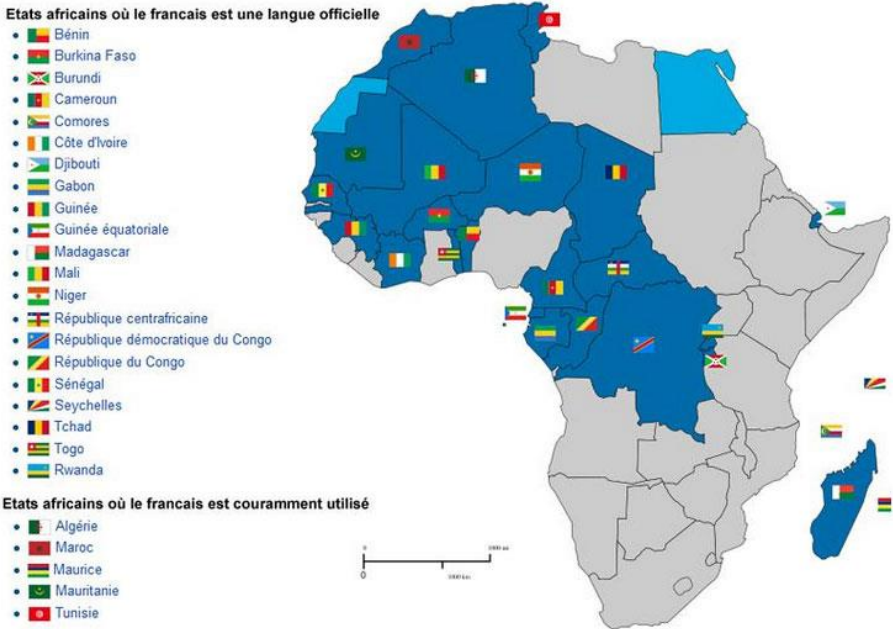 Etats africains où le francais est une langue officielle
Bénin
Burkina Faso
Burundi
Cameroun
Comores
Côte d'Ivoire
Djibouti
Gabon
Guinée
Guinée équatoriale
Madagascar
Mali
Niger
République centrafricaine
République démocratique du Congo
République du Congo
Sénégal
Seychelles
Tchad
Togo
Rwanda
Etats africains où le francais est couramment utilisé
Algérie
Maroc
Maurice
Mauritanie
Tunisie
0
0
1000 km